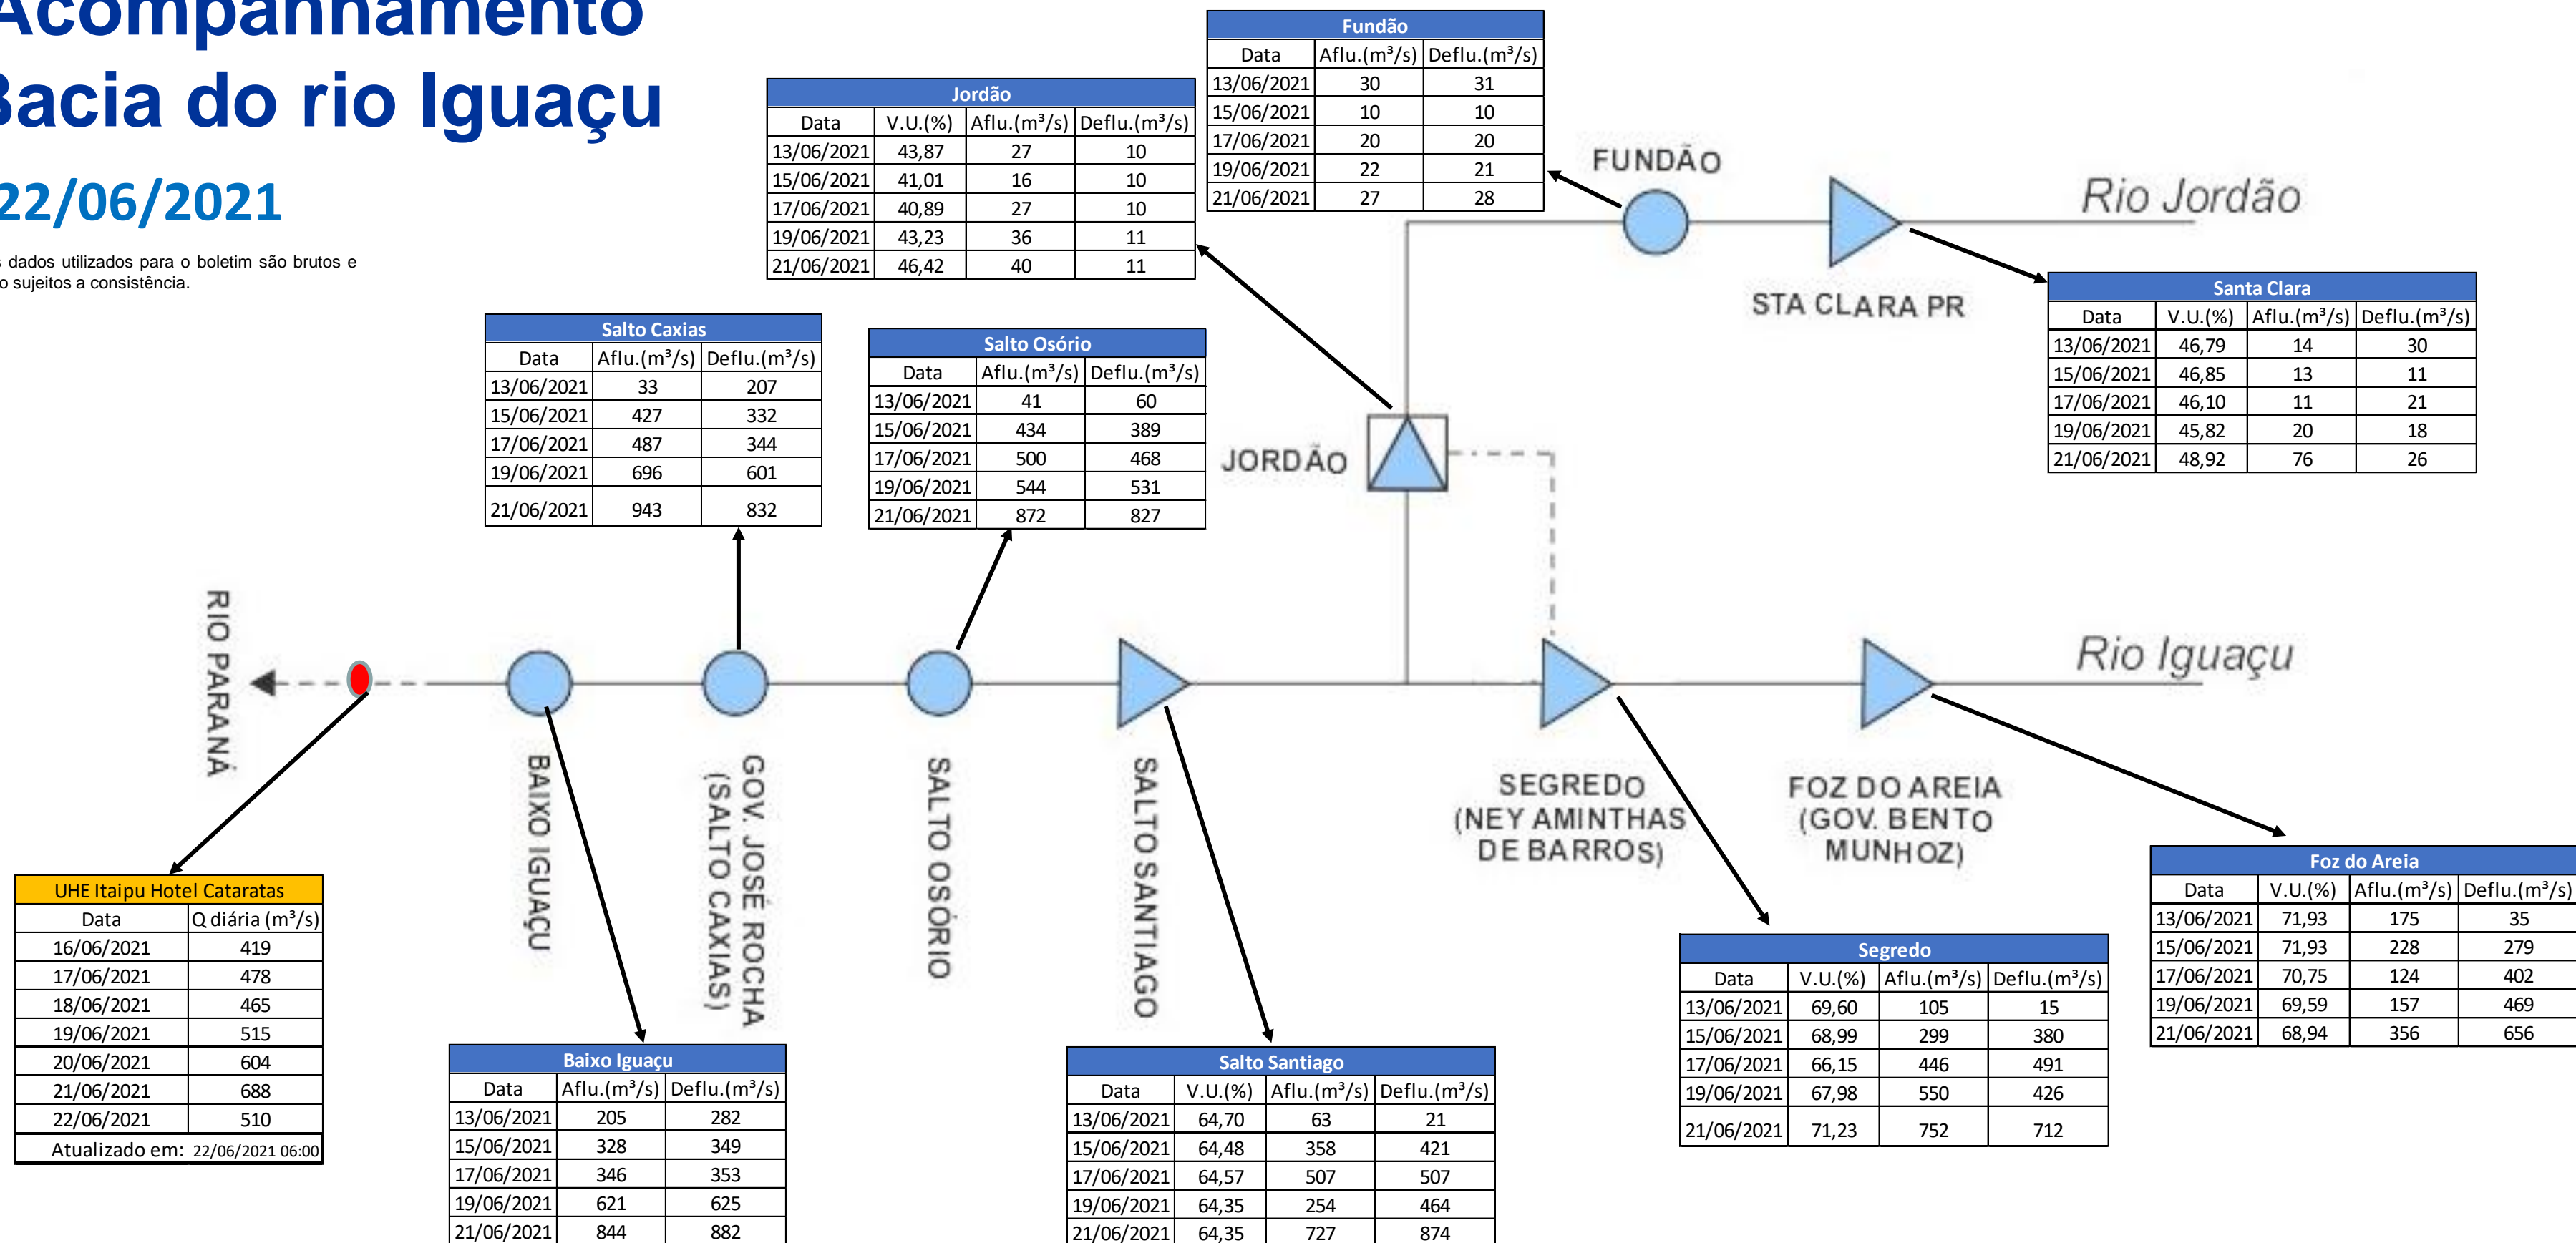 Acompanhamento
Bacia do rio Iguaçu
22/06/2021
s dados utilizados para o boletim são brutos e
o sujeitos a consistência.
Fundão
Data Aflu.(m³/s) Deflu.(m³/s)
13/06/2021 30 31
15/06/2021 10 10
17/06/2021 20 20
19/06/2021 22 21
21/06/2021 27 28
Jordão
Data V.U.(%) Aflu.(m³/s) Deflu.(m³/s)
13/06/2021 43,87 27 10
15/06/2021 41,01 16 10
17/06/2021 40,89 27 10
19/06/2021 43,23 36 11
21/06/2021 46,42 40 11
FUNDÃO
Rio Jordão
STA CLARA PR
Santa Clara
Data V.U.(%) Aflu.(m³/s) Deflu.(m³/s)
13/06/2021 46,79 14 30
15/06/2021 46,85 13 11
17/06/2021 46,10 11 21
19/06/2021 45,82 20 18
21/06/2021 48,92 76 26
Salto Caxias
Data Aflu.(m³/s) Deflu.(m³/s)
13/06/2021 33 207
15/06/2021 427 332
17/06/2021 487 344
19/06/2021 696 601
21/06/2021 943 832
Salto Osório
Data Aflu.(m³/s) Deflu.(m³/s)
13/06/2021 41 60
15/06/2021 434 389
17/06/2021 500 468
19/06/2021 544 531
21/06/2021 872 827
JORDÃO
RIO PARANÁ
Rio Iguaçu
BAIXO IGUAÇU
GOV. JOSÉ ROCHA
(SALTO CAXIAS)
SALTO OSÓRIO
SALTO SANTIAGO
SEGREDO
(NEY AMINTHAS
DE BARROS)
FOZ DO AREIA
(GOV. BENTO
MUNHOZ)
UHE Itaipu Hotel Cataratas
Data Q diária (m³/s)
16/06/2021 419
17/06/2021 478
18/06/2021 465
19/06/2021 515
20/06/2021 604
21/06/2021 688
22/06/2021 510
Atualizado em: 22/06/2021 06:00
Baixo Iguaçu
Data Aflu.(m³/s) Deflu.(m³/s)
13/06/2021 205 282
15/06/2021 328 349
17/06/2021 346 353
19/06/2021 621 625
21/06/2021 844 882
Salto Santiago
Data V.U.(%) Aflu.(m³/s) Deflu.(m³/s)
13/06/2021 64,70 63 21
15/06/2021 64,48 358 421
17/06/2021 64,57 507 507
19/06/2021 64,35 254 464
21/06/2021 64,35 727 874
Segredo
Data V.U.(%) Aflu.(m³/s) Deflu.(m³/s)
13/06/2021 69,60 105 15
15/06/2021 68,99 299 380
17/06/2021 66,15 446 491
19/06/2021 67,98 550 426
21/06/2021 71,23 752 712
Foz do Areia
Data V.U.(%) Aflu.(m³/s) Deflu.(m³/s)
13/06/2021 71,93 175 35
15/06/2021 71,93 228 279
17/06/2021 70,75 124 402
19/06/2021 69,59 157 469
21/06/2021 68,94 356 656